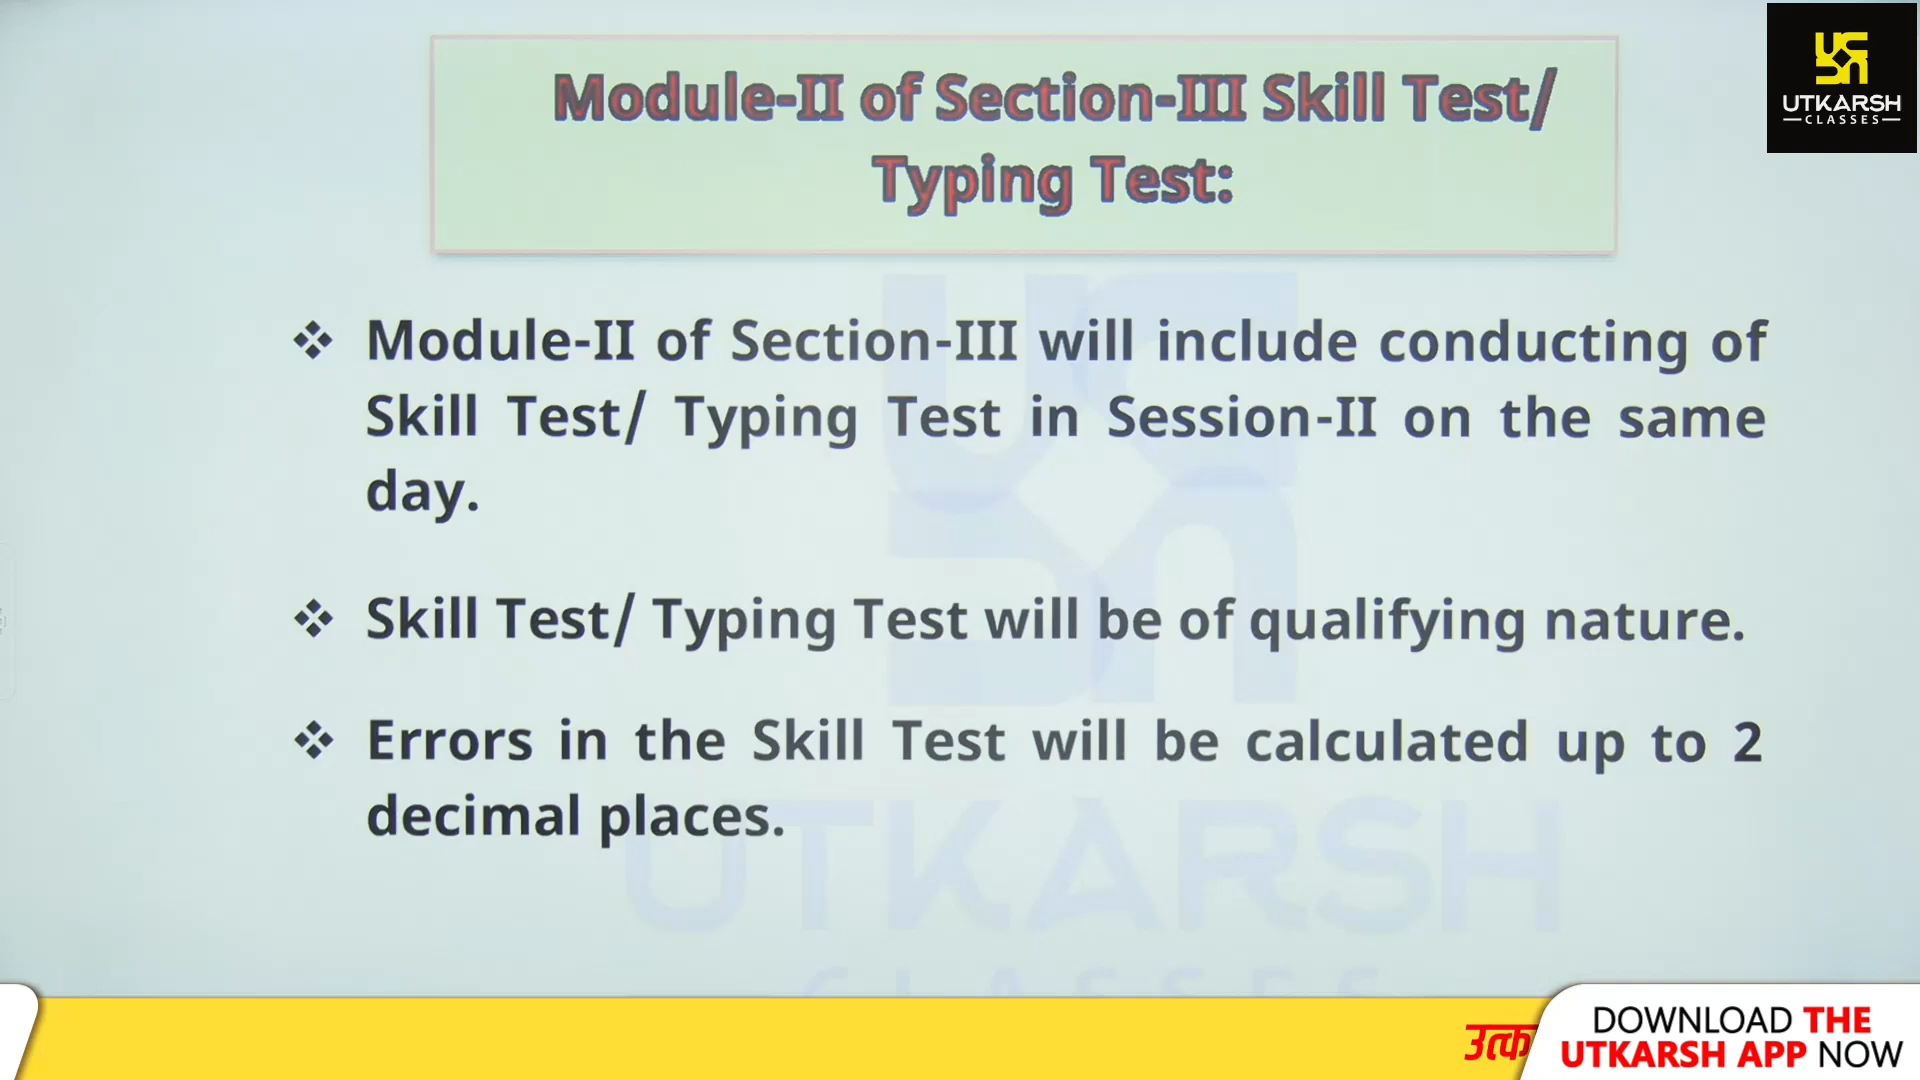 UTKARSH
CLASSES
Module-II of Section-III Skill Test/
Typing Test:
❖ Module-II of Section-III will include conducting of
Skill Test/ Typing Test in Session-II on the same
day.
❖ Skill Test/ Typing Test will be of qualifying nature.
❖ Errors in the Skill Test will be calculated up to 2
decimal places.
UTKARSH
CLASSES
उत्क
DOWNLOAD THE
UTKARSH APP NOW